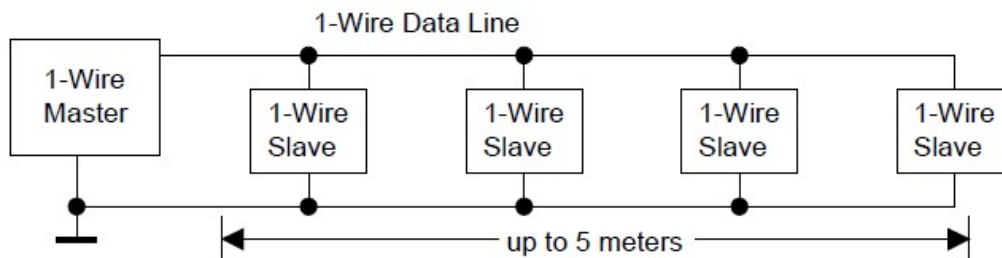 1-Wire Data Line
1-Wire
Master
1-Wire
Slave
1-Wire
Slave
1-Wire
Slave
1-Wire
Slave
up to 5 meters